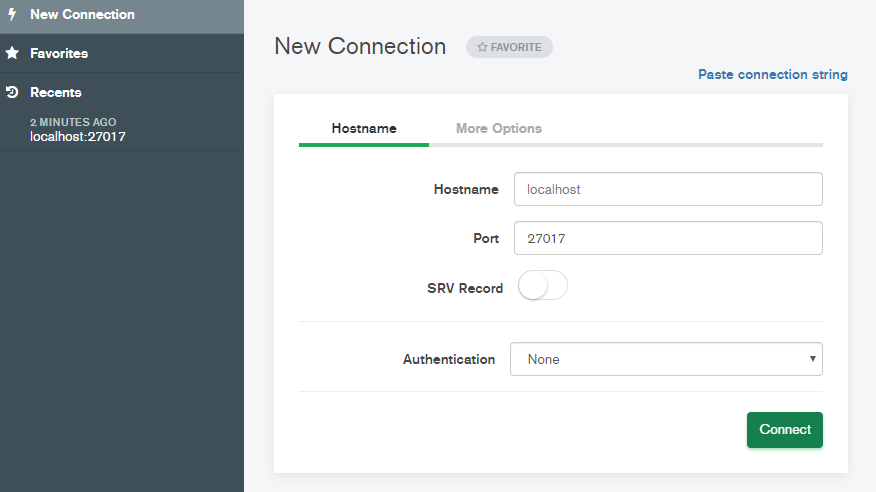 New Connection
Favorites
Recents
2 MINUTES AGO
localhost:27017
New Connection
FAVORITE
Paste connection string
Hostname
More Options
Hostname
localhost
Port
27017
SRV Record
Authentication
None
Connect